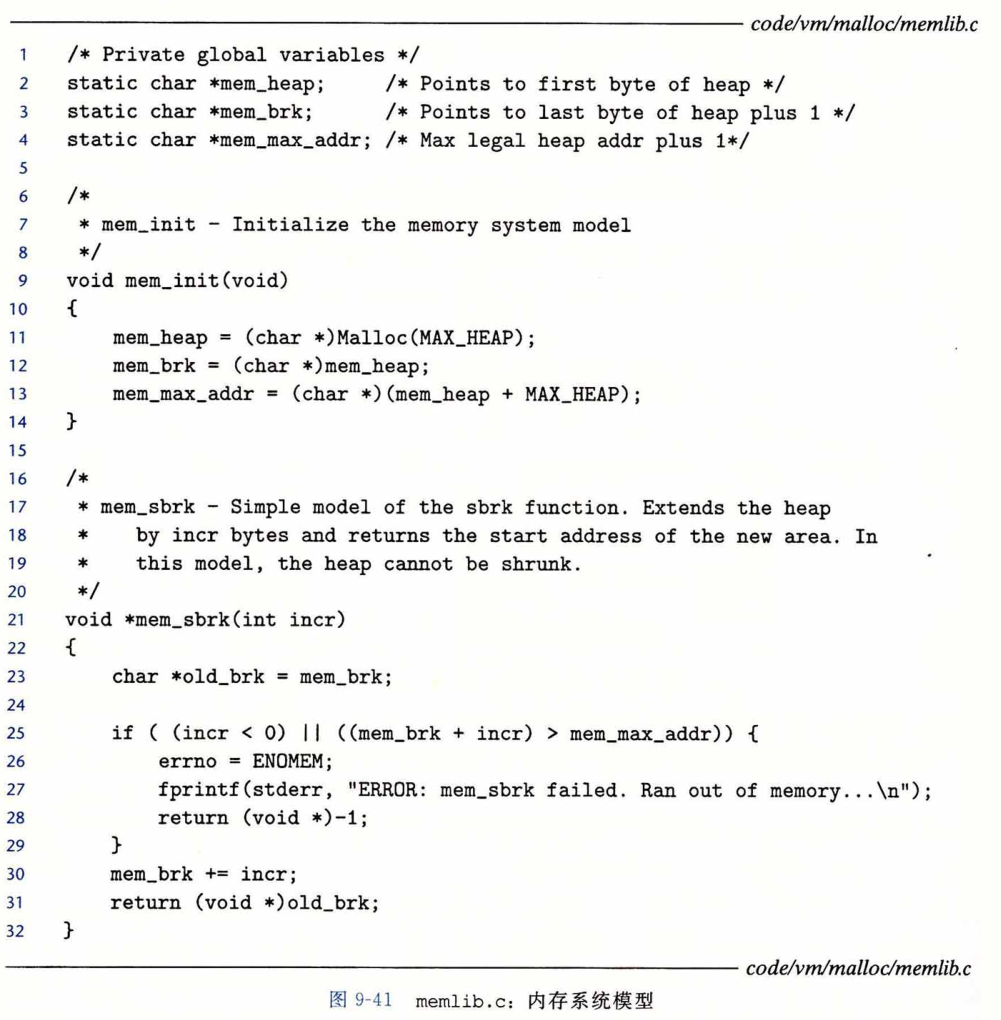 code/vm/malloc/memlib.c
1 /* Private global variables */
2 static char *mem_heap; /* Points to first byte of heap */
3 static char *mem_brk; /* Points to last byte of heap plus 1 */
4 static char *mem_max_addr; /* Max legal heap addr plus 1*/
5
6 /*
7 * mem_init - Initialize the memory system model
8 */
9 void mem_init(void)
10 {
11 mem_heap = (char *)Malloc(MAX_HEAP);
12 mem_brk = (char *)mem_heap;
13 mem_max_addr = (char *)(mem_heap + MAX_HEAP);
14 }
15
16 /*
17 * mem_sbrk - Simple model of the sbrk function. Extends the heap
18 * by incr bytes and returns the start address of the new area. In
19 * this model, the heap cannot be shrunk.
20 */
21 void *mem_sbrk(int incr)
22 {
23 char *old_brk = mem_brk;
24
25 if ( (incr < 0) || ((mem_brk + incr) > mem_max_addr)) {
26 errno = ENOMEM;
27 fprintf(stderr, "ERROR: mem_sbrk failed. Ran out of memory...\n");
28 return (void *)-1;
29 }
30 mem_brk += incr;
31 return (void *)old_brk;
32 }
code/vm/malloc/memlib.c
图 9-41 memlib.c：内存系统模型